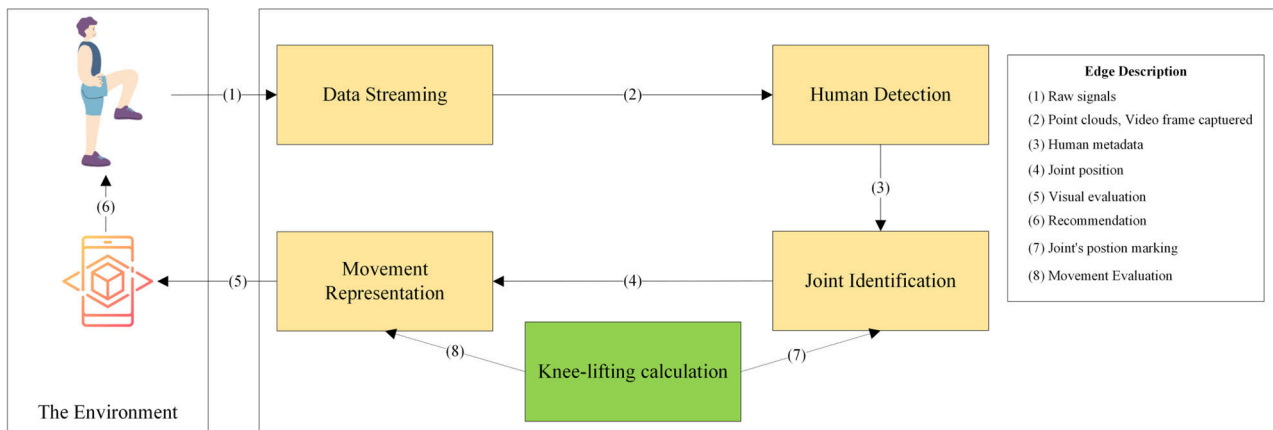 (1)
Data Streaming
(2)
Human Detection
(3)
(6)
Movement
Representation
(5)
(4)
Joint Identification
(8)
Knee-lifting calculation
(7)
The Environment
Edge Description
(1) Raw signals
(2) Point clouds, Video frame captuered
(3) Human metadata
(4) Joint position
(5) Visual evaluation
(6) Recommendation
(7) Joint's postion marking
(8) Movement Evaluation